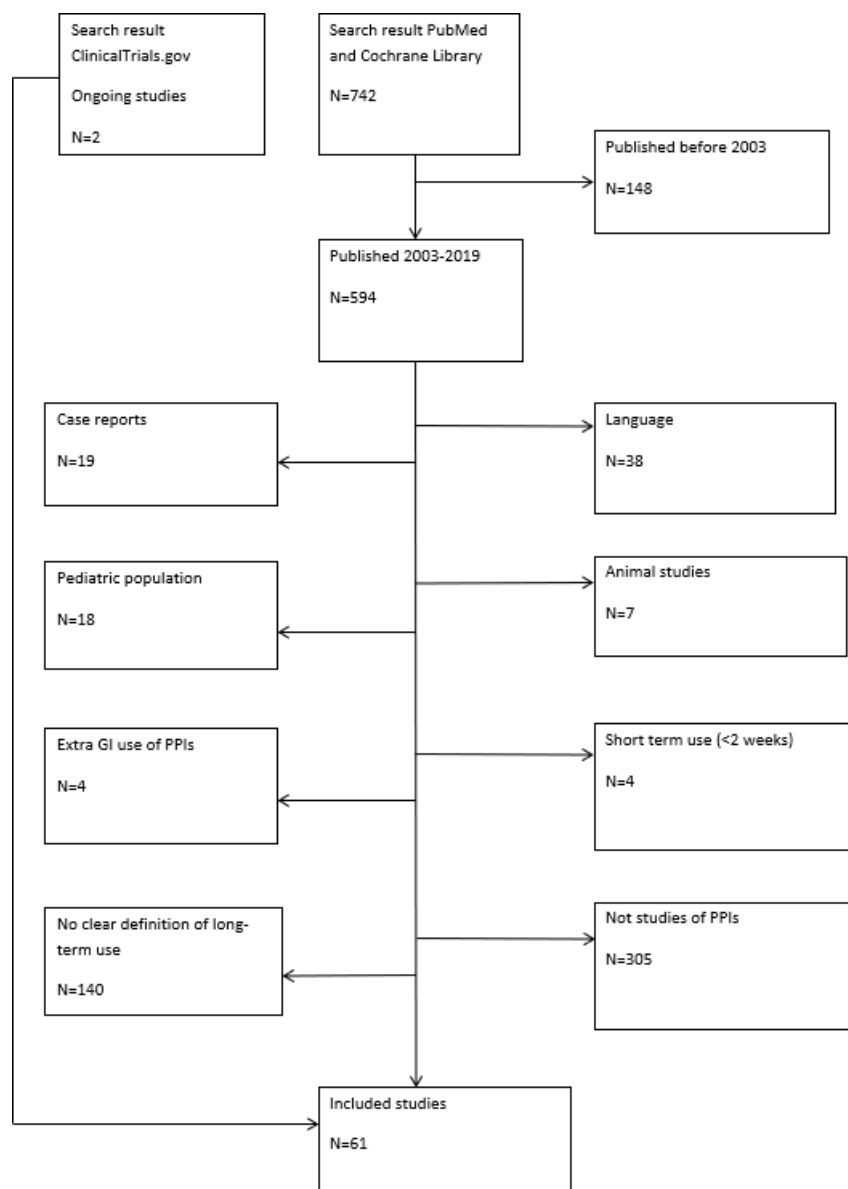 Search result
ClinicalTrials.gov
Ongoing studies
N=2
Search result PubMed
and Cochrane Library
N=742
Published before 2003
N=148
Published 2003-2019
N=594
Case reports
N=19
Language
N=38
Pediatric population
N=18
Animal studies
N=7
Extra GI use of PPIs
N=4
Short term use (<2 weeks)
N=4
No clear definition of long-
term use
N=140
Not studies of PPIs
N=305
Included studies
N=61